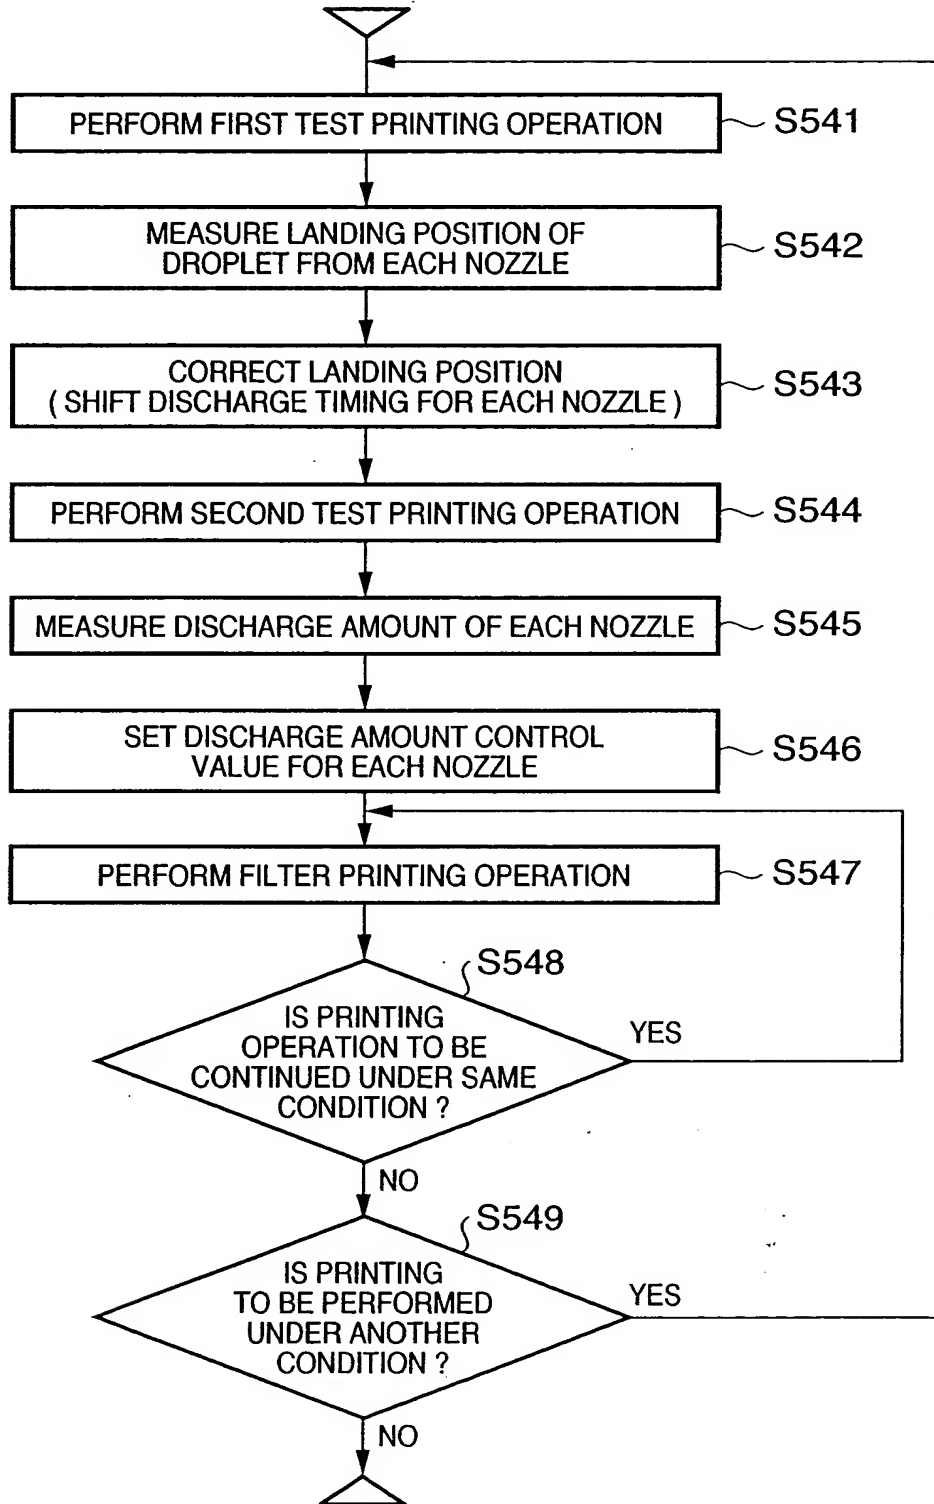 PERFORM FIRST TEST PRINTING OPERATION
S541
MEASURE LANDING POSITION OF
DROPLET FROM EACH NOZZLE
S542
CORRECT LANDING POSITION
( SHIFT DISCHARGE TIMING FOR EACH NOZZLE )
S543
PERFORM SECOND TEST PRINTING OPERATION
S544
MEASURE DISCHARGE AMOUNT OF EACH NOZZLE
S545
SET DISCHARGE AMOUNT CONTROL
VALUE FOR EACH NOZZLE
S546
PERFORM FILTER PRINTING OPERATION
S547
S548
IS PRINTING
OPERATION TO BE
CONTINUED UNDER SAME
CONDITION ?
YES
NO
S549
IS PRINTING
TO BE PERFORMED
UNDER ANOTHER
CONDITION ?
YES
NO